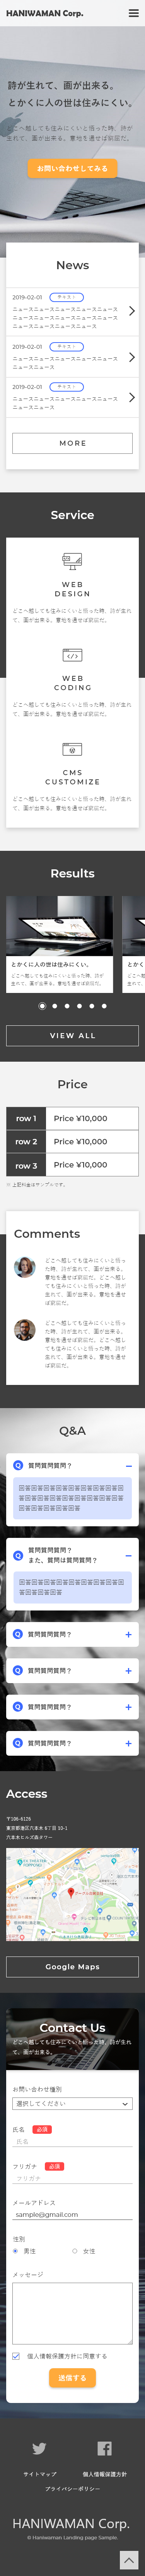 HANIWAMAN Corp.
詩が生れて、画が出来る。
とかくに人の世は住みにくい。
どこへ越しても住みにくいと悟った時、詩が
生れて、画が出来る。意地を通せば窮屈だ。
お問い合わせしてみる
News
2019-02-01 テキスト
ニュースニュースニュースニュースニュース
ニュースニュースニュースニュースニュース
ニュースニュースニュースニュース
2019-02-01 テキスト
ニュースニュースニュースニュースニュース
ニュースニュース
2019-02-01 テキスト
ニュースニュースニュースニュースニュース
ニュースニュース
MORE
Service
WEB
DESIGN
どこへ越しても住みにくいと悟った時、詩が生れ
て、画が出来る。意地を通せば窮屈だ。
WEB
CODING
どこへ越しても住みにくいと悟った時、詩が生れ
て、画が出来る。意地を通せば窮屈だ。
CMS
CUSTOMIZE
どこへ越しても住みにくいと悟った時、詩が生れ
て、画が出来る。意地を通せば窮屈だ。
Results
とかくに人の世は住みにくい。
どこへ越しても住みにくいと悟った時、詩が
生れて、画が出来る。意地を通せば窮屈だ。
VIEW ALL
Price
row 1 Price ¥10,000
row 2 Price ¥10,000
row 3 Price ¥10,000
※ 上記料金はサンプルです。
Comments
どこへ越しても住みにくいと悟っ
た時、詩が生れて、画が出来る。
意地を通せば窮屈だ。どこへ越し
ても住みにくいと悟った時、詩が
生れて、画が出来る。意地を通せ
ば窮屈だ。
どこへ越しても住みにくいと悟っ
た時、詩が生れて、画が出来る。
意地を通せば窮屈だ。どこへ越し
ても住みにくいと悟った時、詩が
生れて、画が出来る。意地を通せ
ば窮屈だ。
Q&A
Q 質問質問質問？
回答回答回答回答回答回答回答回答回
答回答回答回答回答回答回答回答回答
回答回答回答回答回答
Q 質問質問質問？
また。質問は質問質問？
回答回答回答回答回答回答回答回答回
答回答回答回答
Q 質問質問質問？
Q 質問質問質問？
Q 質問質問質問？
Q 質問質問質問？
Access
〒106-6126
東京都港区六本木 6丁目 10-1
六本木ヒルズ森タワー
Google Maps
Contact Us
どこへ越しても住みにくいと悟った時、詩が生れ
て、画が出来る。
お問い合わせ種別
選択してください
氏名 必須
氏名
フリガナ 必須
フリガナ
メールアドレス
sample@gmail.com
性別
男性 女性
メッセージ
個人情報保護方針に同意する
送信する
サイトマップ 個人情報保護方針
プライバシーポリシー
HANIWAMAN Corp.
© Haniwaman Landing page Sample.